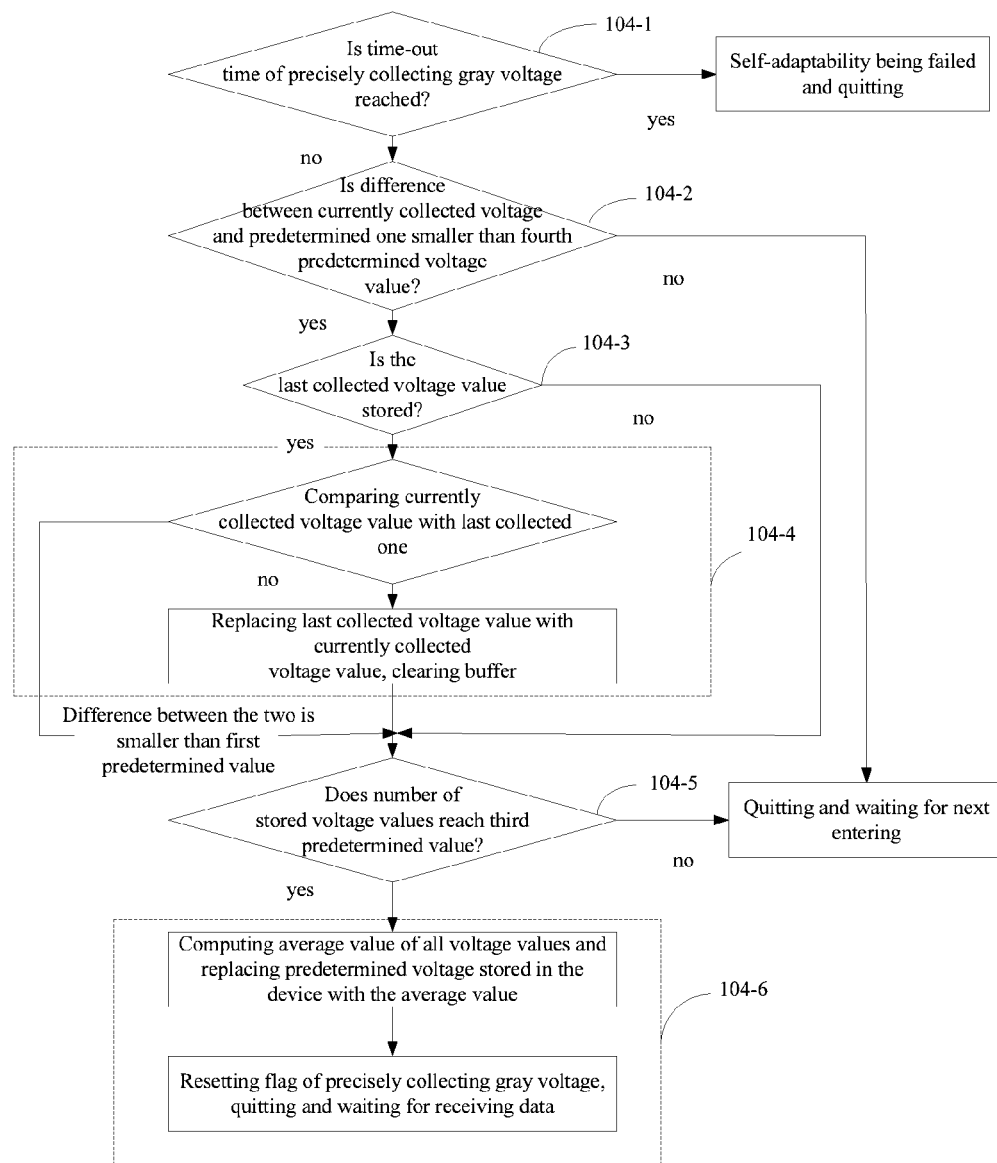 104-1
Is time-out
time of precisely collecting gray voltage
reached?
Self-adaptability being failed
and quitting
yes
no
Is difference
between currently collected voltage
and predetermined one smaller than fourth
predetermined voltage
value?
104-2
no
yes
104-3
Is the
last collected voltage value
stored?
no
yes
Comparing currently
collected voltage value with last collected
one
104-4
no
Replacing last collected voltage value with
currently collected
voltage value, clearing buffer
Difference between the two is
smaller than first
predetermined value
Does number of
stored voltage values reach third
predetermined value?
104-5
Quitting and waiting for next
entering
no
yes
Computing average value of all voltage values and
replacing predetermined voltage stored in the
device with the average value
104-6
Resetting flag of precisely collecting gray voltage,
quitting and waiting for receiving data